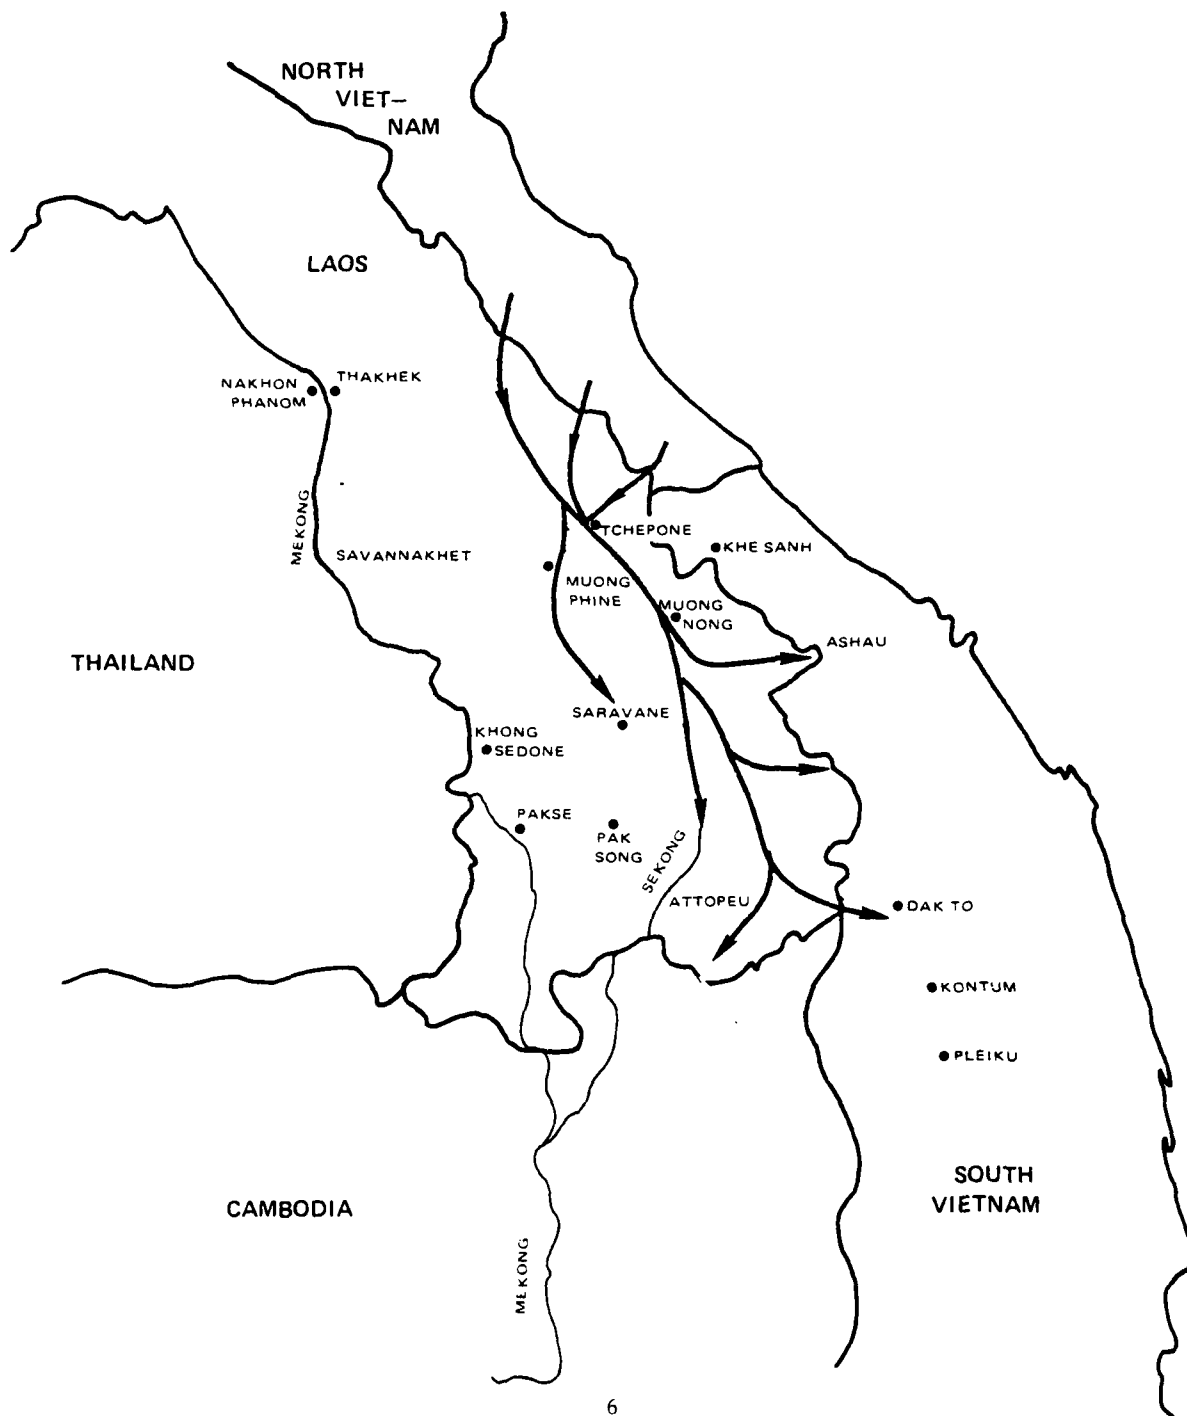 NORTH
VIET-
NAM
LAOS
NAKHON
PHANOM
THAKHEK
MEKONG
SAVANNAKHET
TCHEPONE
KHE SANH
MUONG
PHINE
MUONG
NONG
ASHAU
THAILAND
SARAVANE
KHONG
SEDONE
PAKSE
PAK
SONG
SEKONG
ATTOPEU
DAK TO
KONTUM
PLEIKU
SOUTH
VIETNAM
CAMBODIA
MEKONG
6